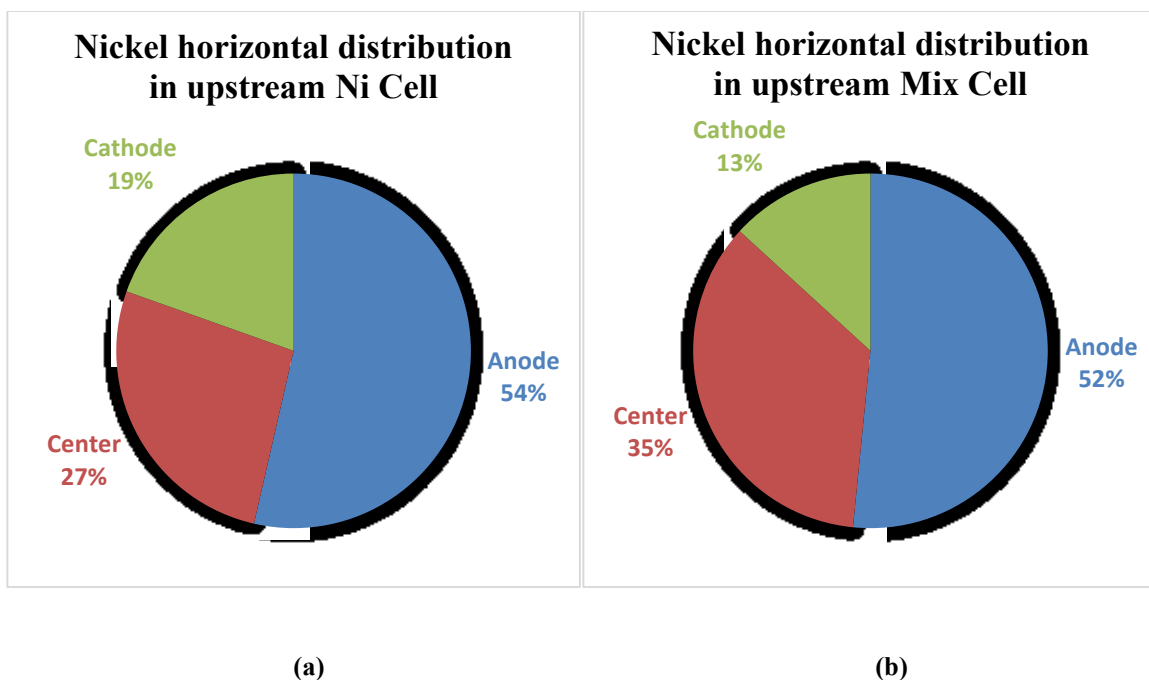 Nickel horizontal distribution
in upstream Ni Cell
Cathode
19%
Anode
54%
Center
27%
(a)
Nickel horizontal distribution
in upstream Mix Cell
Cathode
13%
Anode
52%
Center
35%
(b)